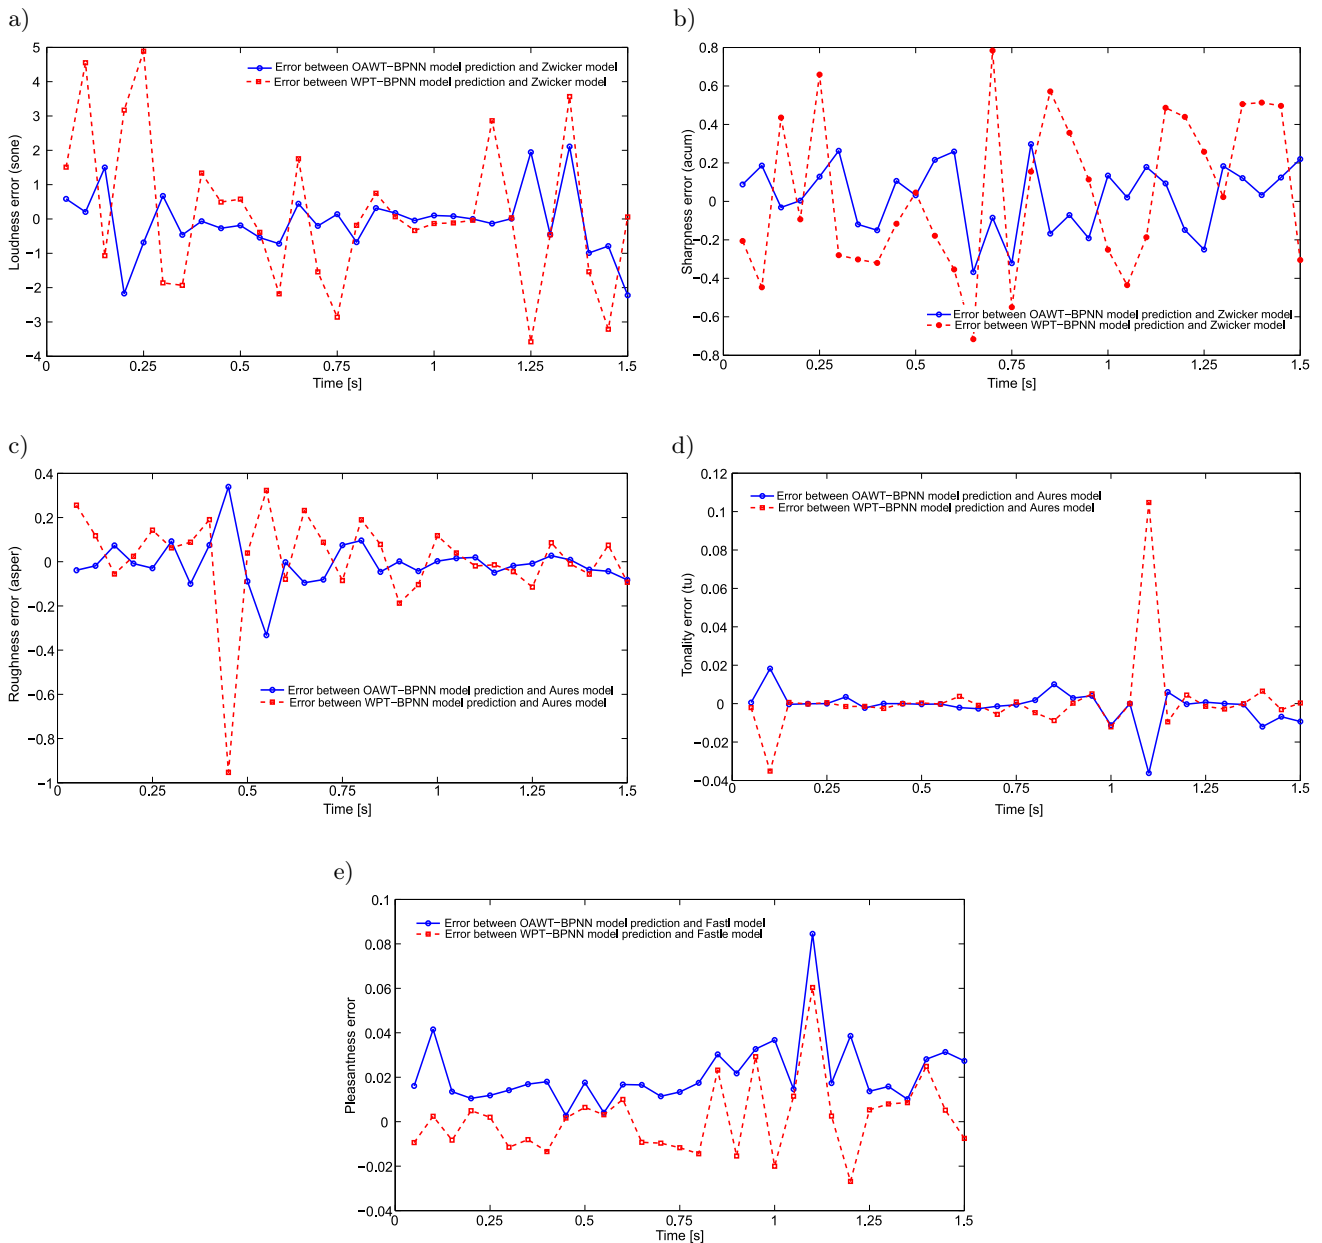 a)
5
4
3
2
1
0
−1
−2
−3
−4
Loudness error (sone)
Error between OAWT−BPNN model prediction and Zwicker model
Error between WPT−BPNN model prediction and Zwicker model
0 0.25 0.5 0.75 1 1.25 1.5
Time [s]
b)
0.8
0.6
0.4
0.2
0
−0.2
−0.4
−0.6
−0.8
Sharpness error (acum)
Error between OAWT−BPNN model prediction and Zwicker model
Error between WPT−BPNN model prediction and Zwicker model
0 0.25 0.5 0.75 1 1.25 1.5
Time [s]
c)
0.4
0.2
0
−0.2
−0.4
−0.6
−0.8
−1
Roughness error (asper)
Error between OAWT−BPNN model prediction and Aures model
Error between WPT−BPNN model prediction and Aures model
0 0.25 0.5 0.75 1 1.25 1.5
Time [s]
d)
0.12
0.1
0.08
0.06
0.04
0.02
0
−0.02
−0.04
Tonality error (tu)
Error between OAWT−BPNN model prediction and Aures model
Error between WPT−BPNN model prediction and Aures model
0 0.25 0.5 0.75 1 1.25 1.5
Time [s]
e)
0.1
0.08
0.06
0.04
0.02
0
−0.02
−0.04
Pleasantness error
Error between OAWT−BPNN model prediction and Fastl model
Error between WPT−BPNN model prediction and Fastle model
0 0.25 0.5 0.75 1 1.25 1.5
Time [s]